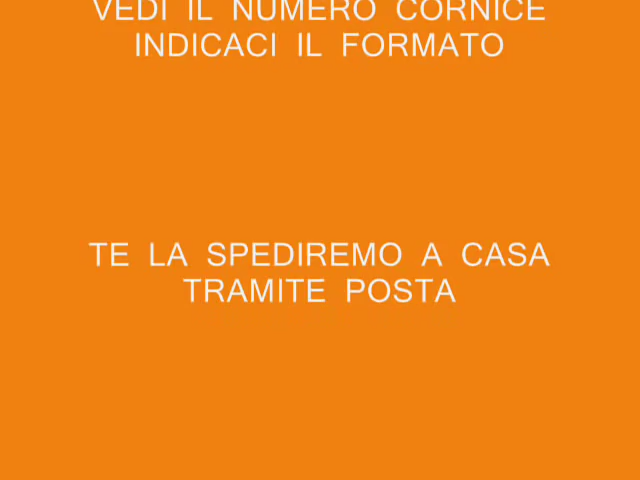 VEDI IL NUMERO CORNICE
INDICACI IL FORMATO
TE LA SPEDIREMO A CASA
TRAMITE POSTA